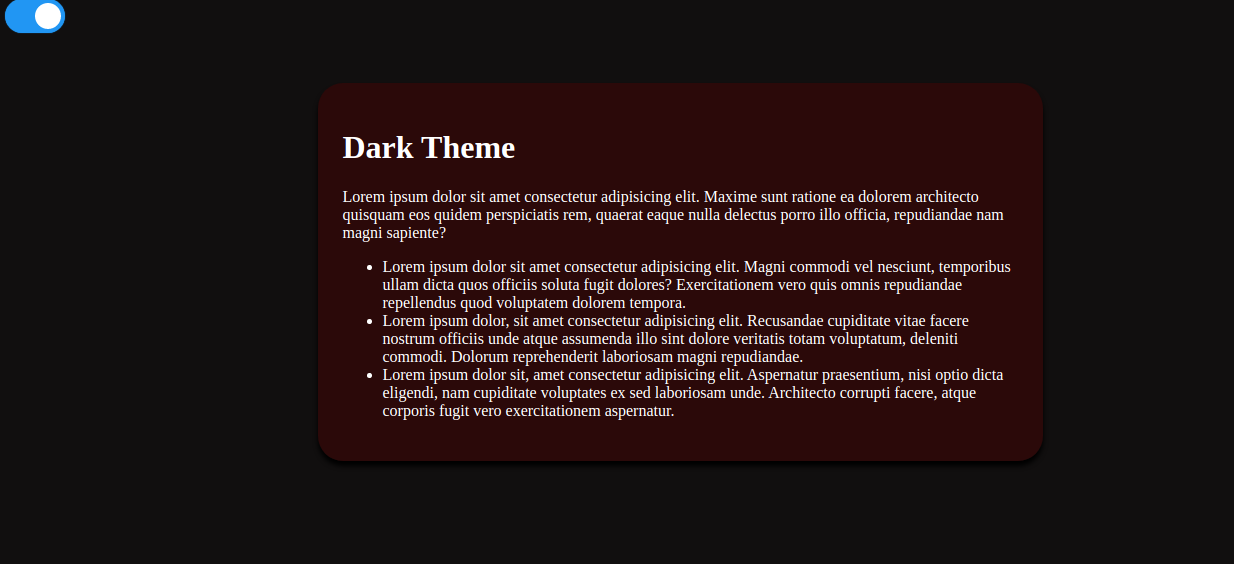 Dark Theme
Lorem ipsum dolor sit amet consectetur adipisicing elit. Maxime sunt ratione ea dolorem architecto
quisquam eos quidem perspiciatis rem, quaerat eaque nulla delectus porro illo officia, repudiandae nam
magni sapiente?
• Lorem ipsum dolor sit amet consectetur adipisicing elit. Magni commodi vel nesciunt, temporibus
ullam dicta quos officiis soluta fugit dolores? Exercitationem vero quis omnis repudiandae
repellendus quod voluptatem dolorem tempora.
• Lorem ipsum dolor, sit amet consectetur adipisicing elit. Recusandae cupiditate vitae facere
nostrum officiis unde atque assumenda illo sint dolore veritatis totam voluptatum, deleniti
commodi. Dolorum reprehenderit laboriosam magni repudiandae.
• Lorem ipsum dolor sit, amet consectetur adipisicing elit. Aspernatur praesentium, nisi optio dicta
eligendi, nam cupiditate voluptates ex sed laboriosam unde. Architecto corrupti facere, atque
corporis fugit vero exercitationem aspernatur.